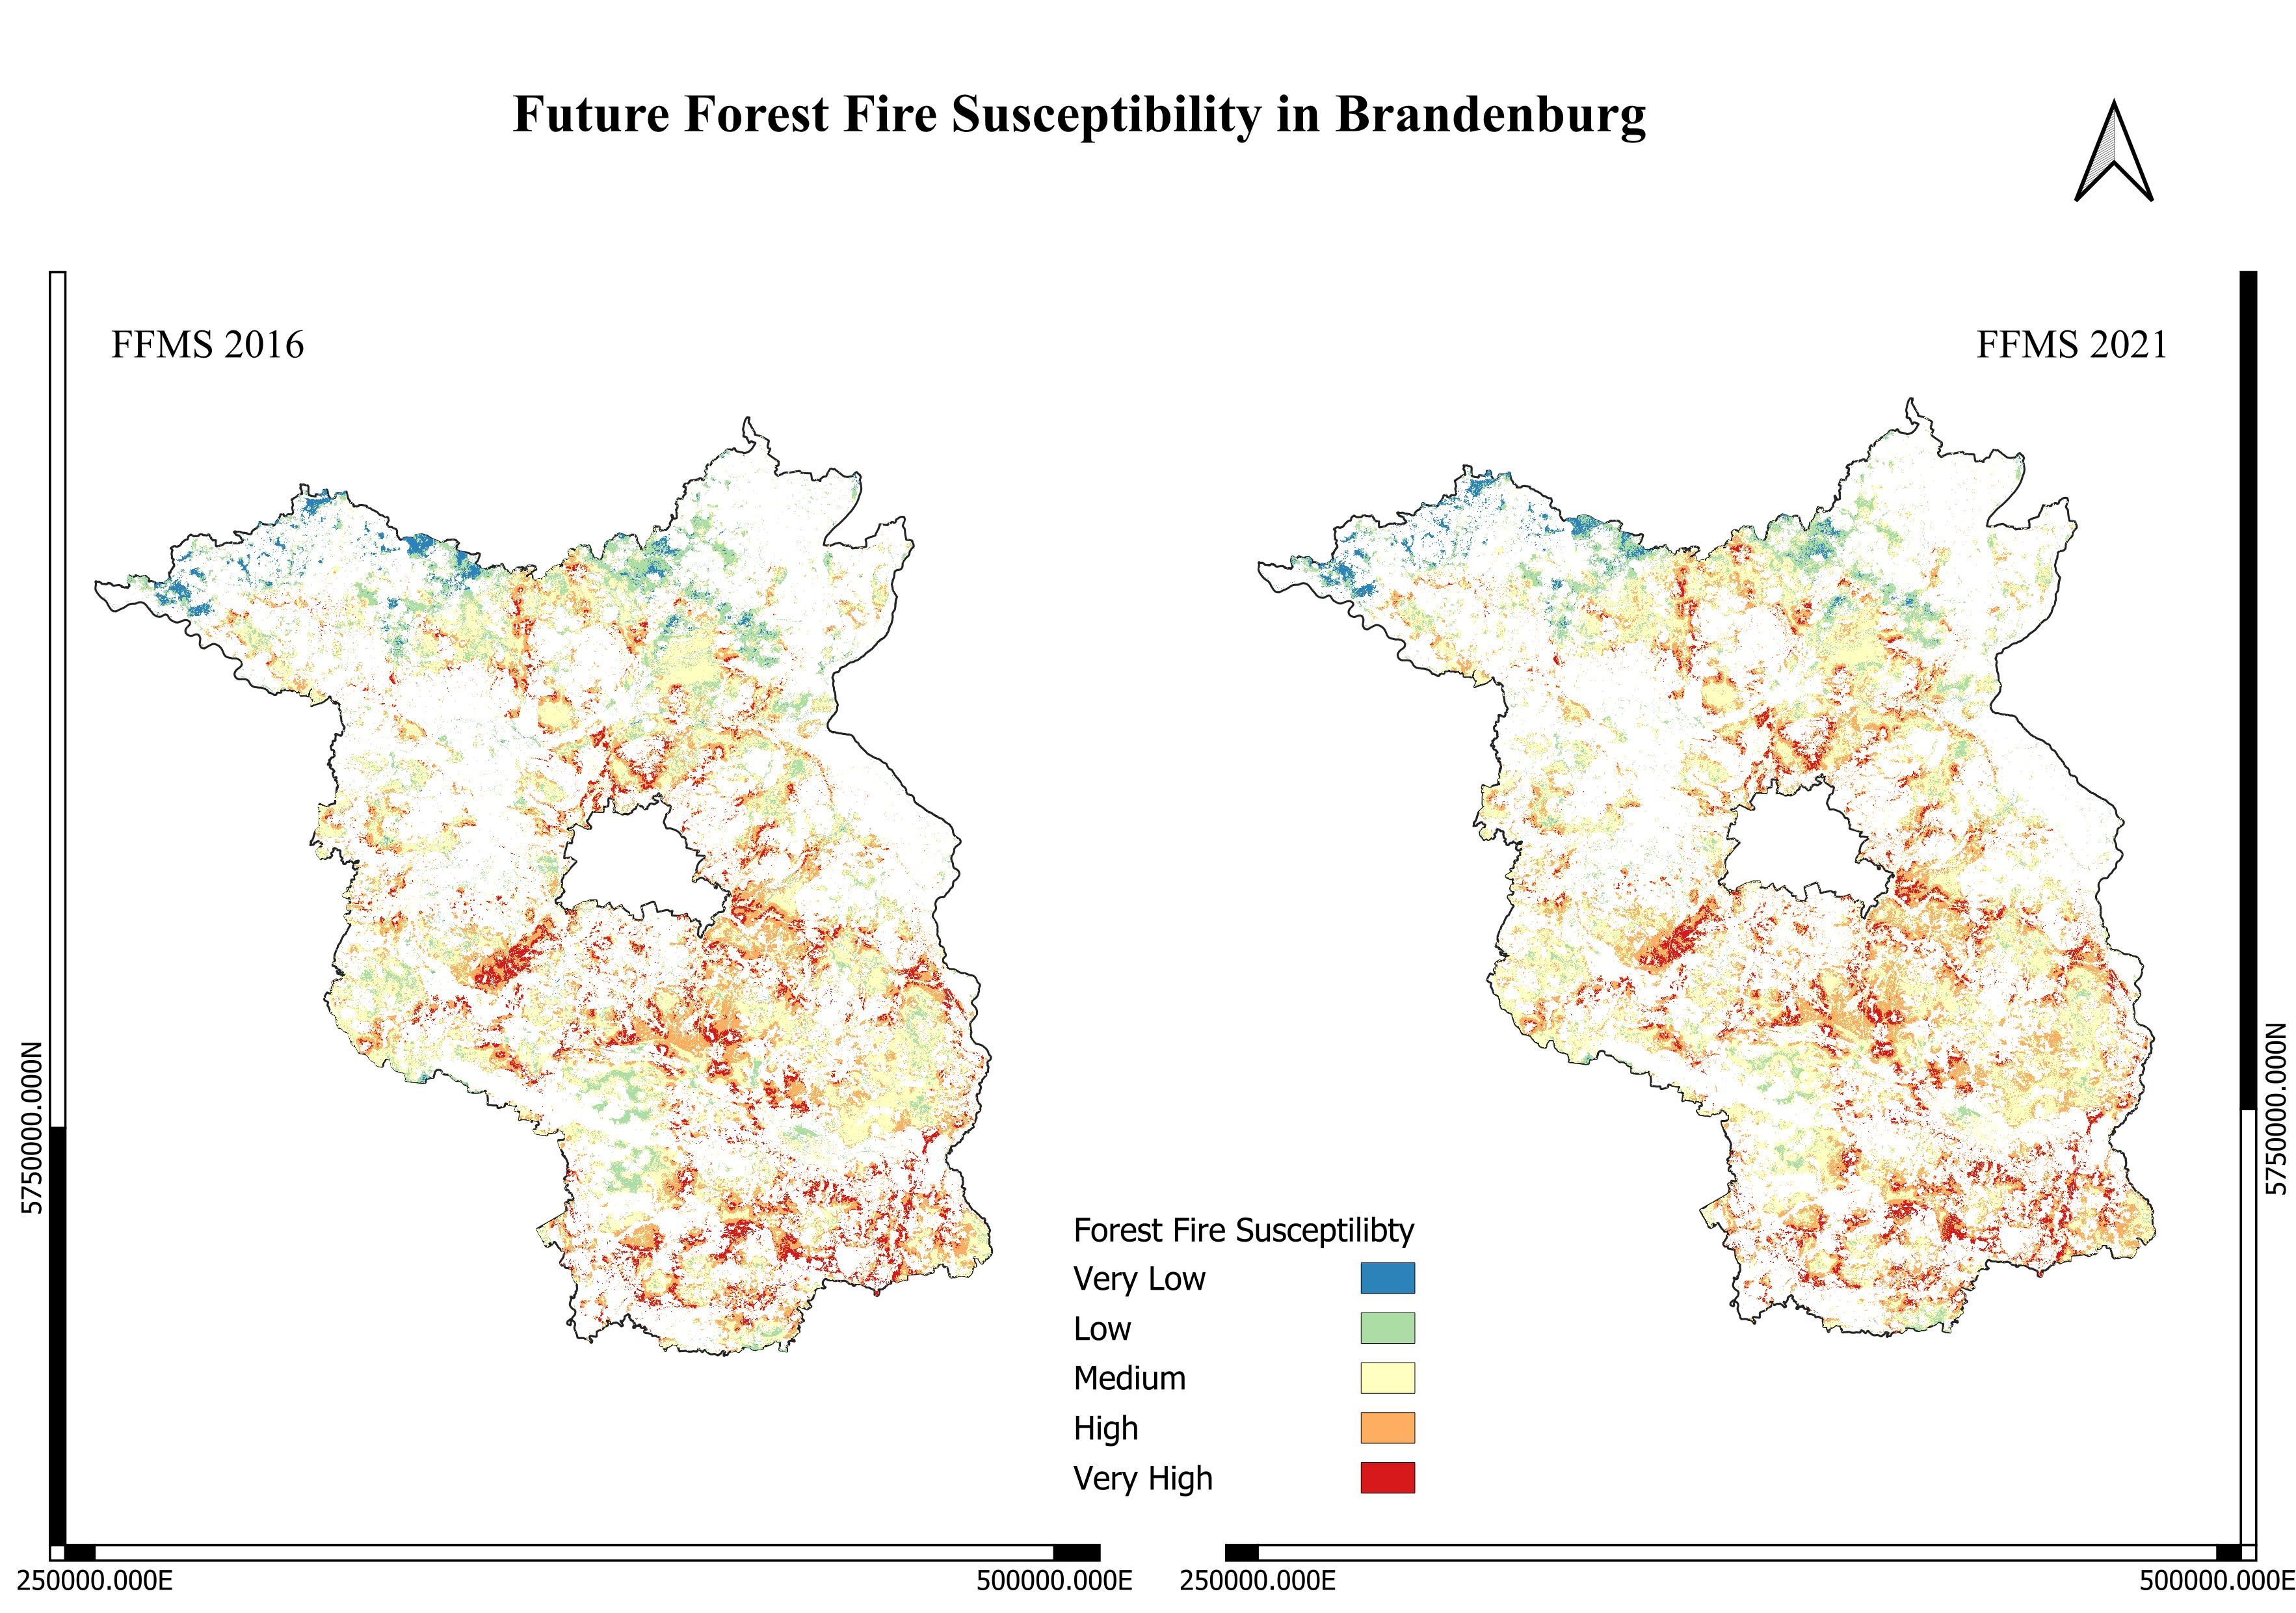 Future Forest Fire Susceptibility in Brandenburg
FFMS 2016
FFMS 2021
5750000.000N
5750000.000N
Forest Fire Susceptilibty
Very Low
Low
Medium
High
Very High
250000.000E
500000.000E
250000.000E
500000.000E